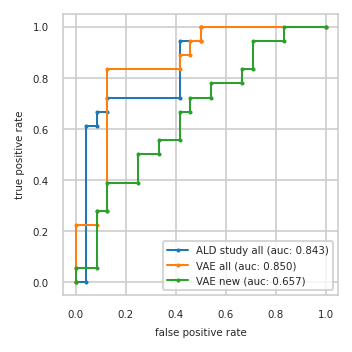 1.0
0.8
0.6
0.4
0.2
0.0
true positive rate
ALD study all (auc: 0.843)
VAE all (auc: 0.850)
VAE new (auc: 0.657)
0.0 0.2 0.4 0.6 0.8 1.0
false positive rate